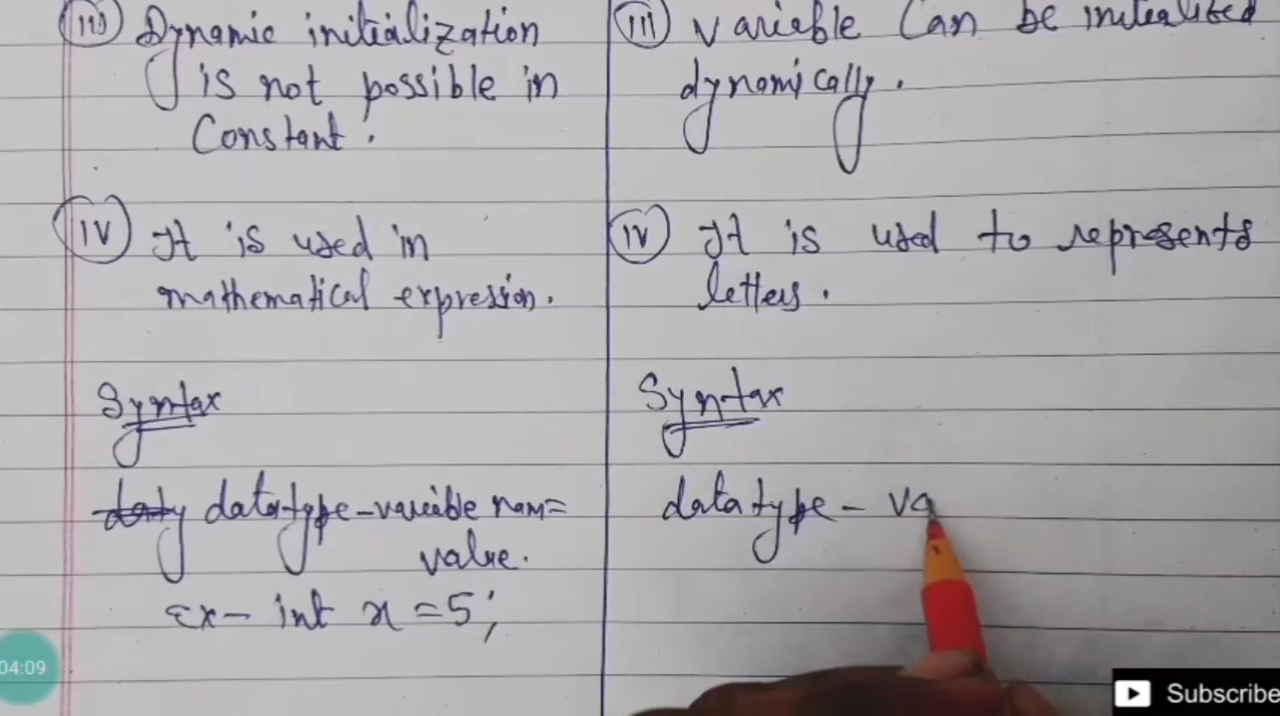 (iii) Dynamic initialization
is not possible in
Constant.
(IV) It is used in
mathematical expression.
Syntax
daty datatype-variable nam=
value.
Ex- int x = 5;
(III) Variable Can be initialized
dynamically.
(IV) It is used to represents
letters.
Syntax
datatype - va
04:09
Subscribe